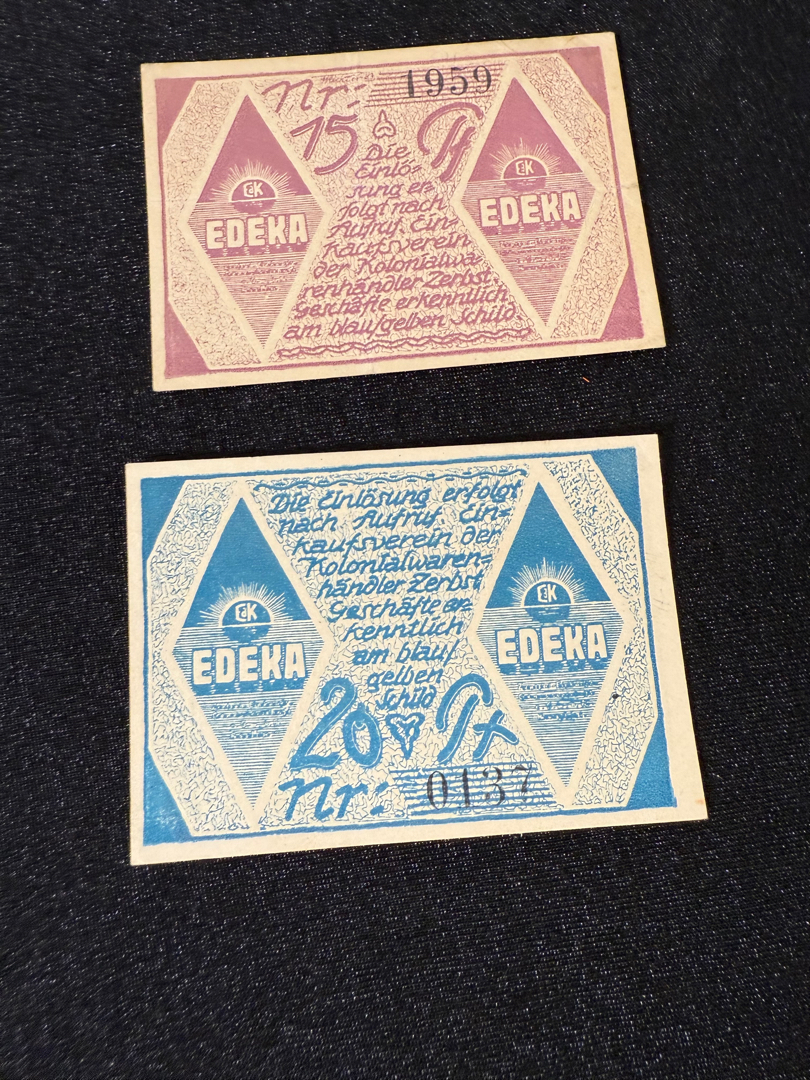 Nr: 1959
15 Pf
EK
EDEKA
EK
EDEKA
Die
Einlö-
sung er-
folgt nach
Aufruf Ein-
kaufsverein
der Kolonialwa-
renhändler Zerbst,
Geschäfte erkenntlich
am blau/gelben Schild
Die Einlösung erfolgt
nach Aufruf Ein-
kaufsverein der
Kolonialwaren-
händler Zerbst
Geschäfte er-
kenntlich
am blau/
gelben
Schild
EK
EDEKA
EK
EDEKA
20 Pf
Nr: 0137